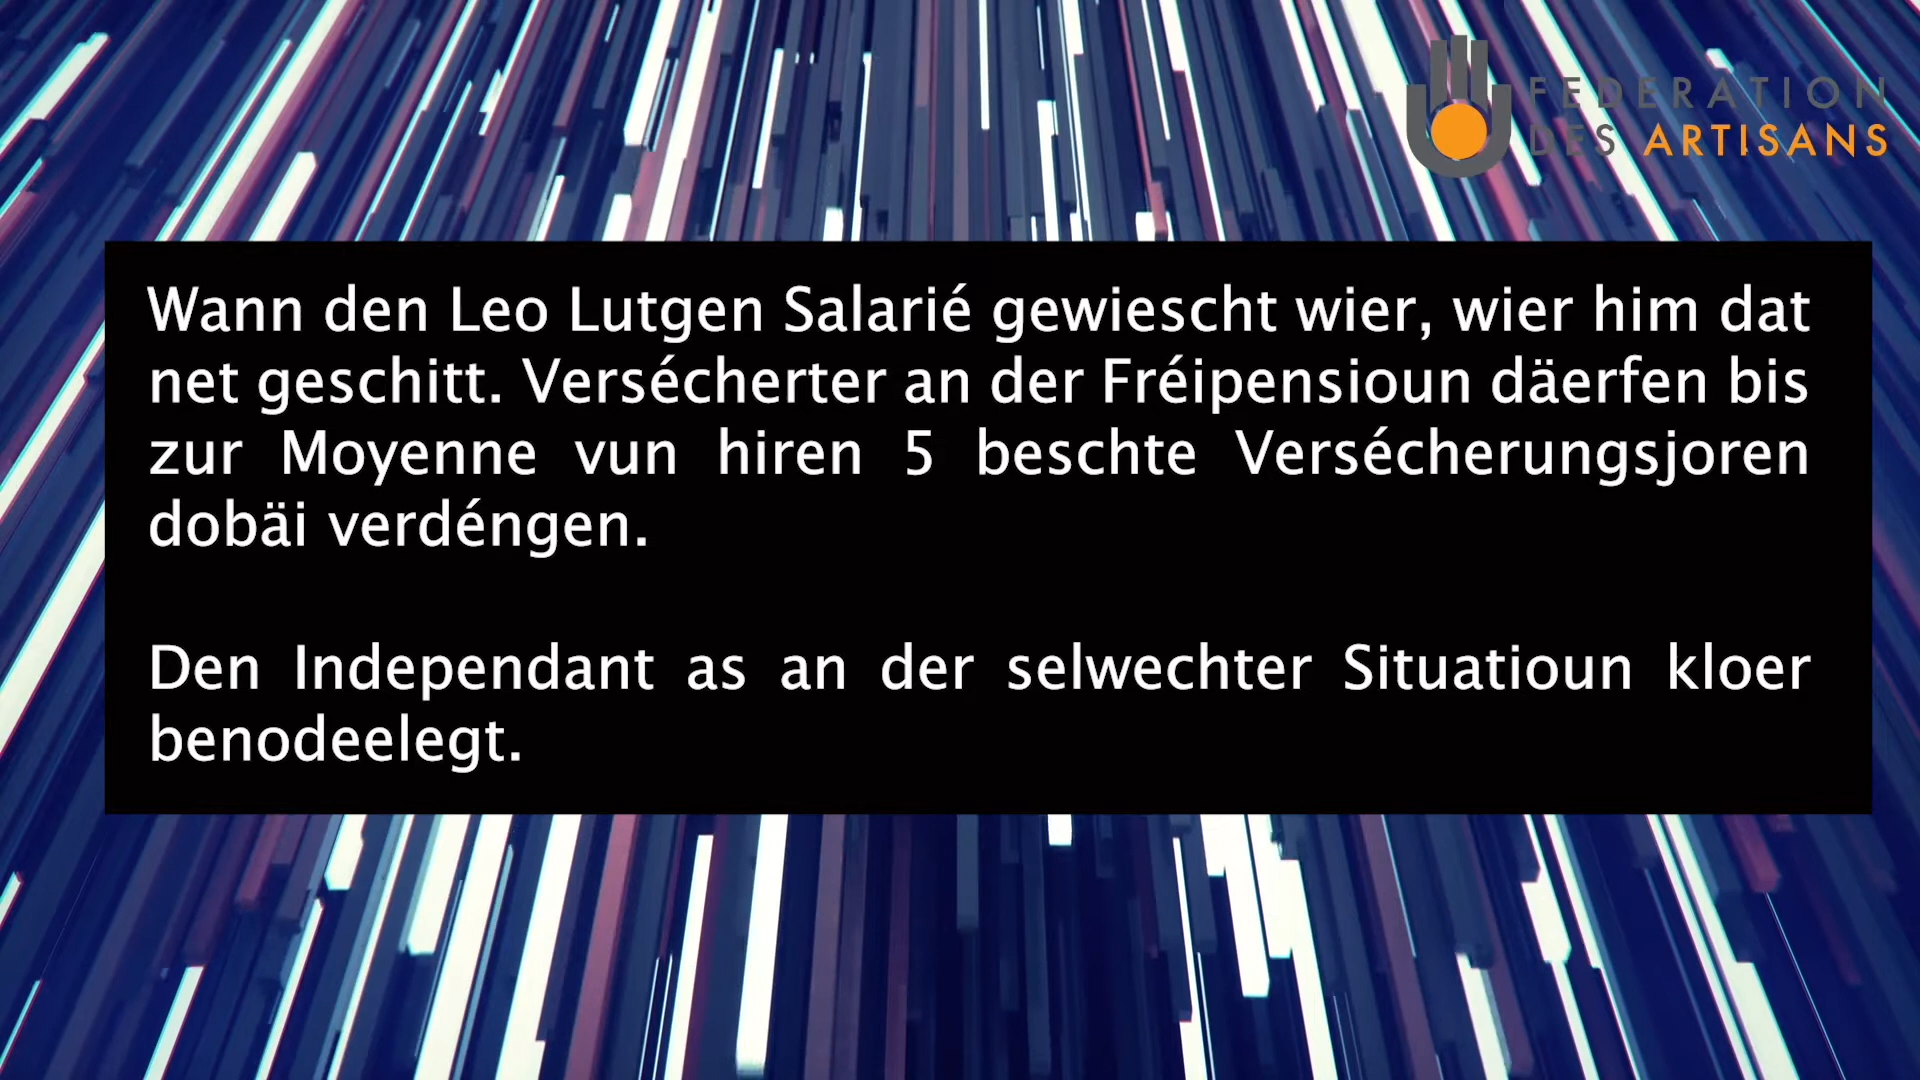 FEDERATION
DES ARTISANS
Wann den Leo Lutgen Salarié gewiescht wier, wier him dat
net geschitt. Versécherter an der Fréipensioun däerfen bis
zur Moyenne vun hiren 5 beschte Versécherungsjoren
dobäi verdéngen.
Den Independant as an der selwechter Situatioun kloer
benodeelegt.